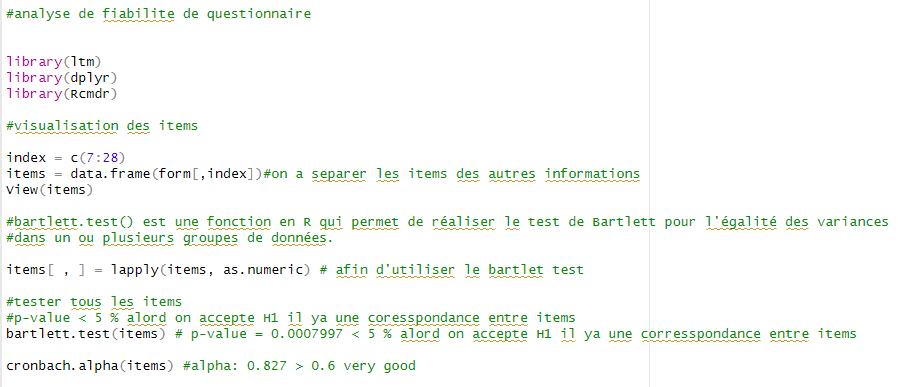 #analyse de fiabilite de questionnaire
library(ltm)
library(dplyr)
library(Rcmdr)
#visualisation des items
index = c(7:28)
items = data.frame(form[,index])#on a separer les items des autres informations
View(items)
#bartlett.test() est une fonction en R qui permet de réaliser le test de Bartlett pour l'égalité des variances
#dans un ou plusieurs groupes de données.
items[ , ] = lapply(items, as.numeric) # afin d'utiliser le bartlet test
#tester tous les items
#p-value < 5 % alord on accepte H1 il ya une coresspondance entre items
bartlett.test(items) # p-value = 0.0007997 < 5 % alord on accepte H1 il ya une corresspondance entre items
cronbach.alpha(items) #alpha: 0.827 > 0.6 very good